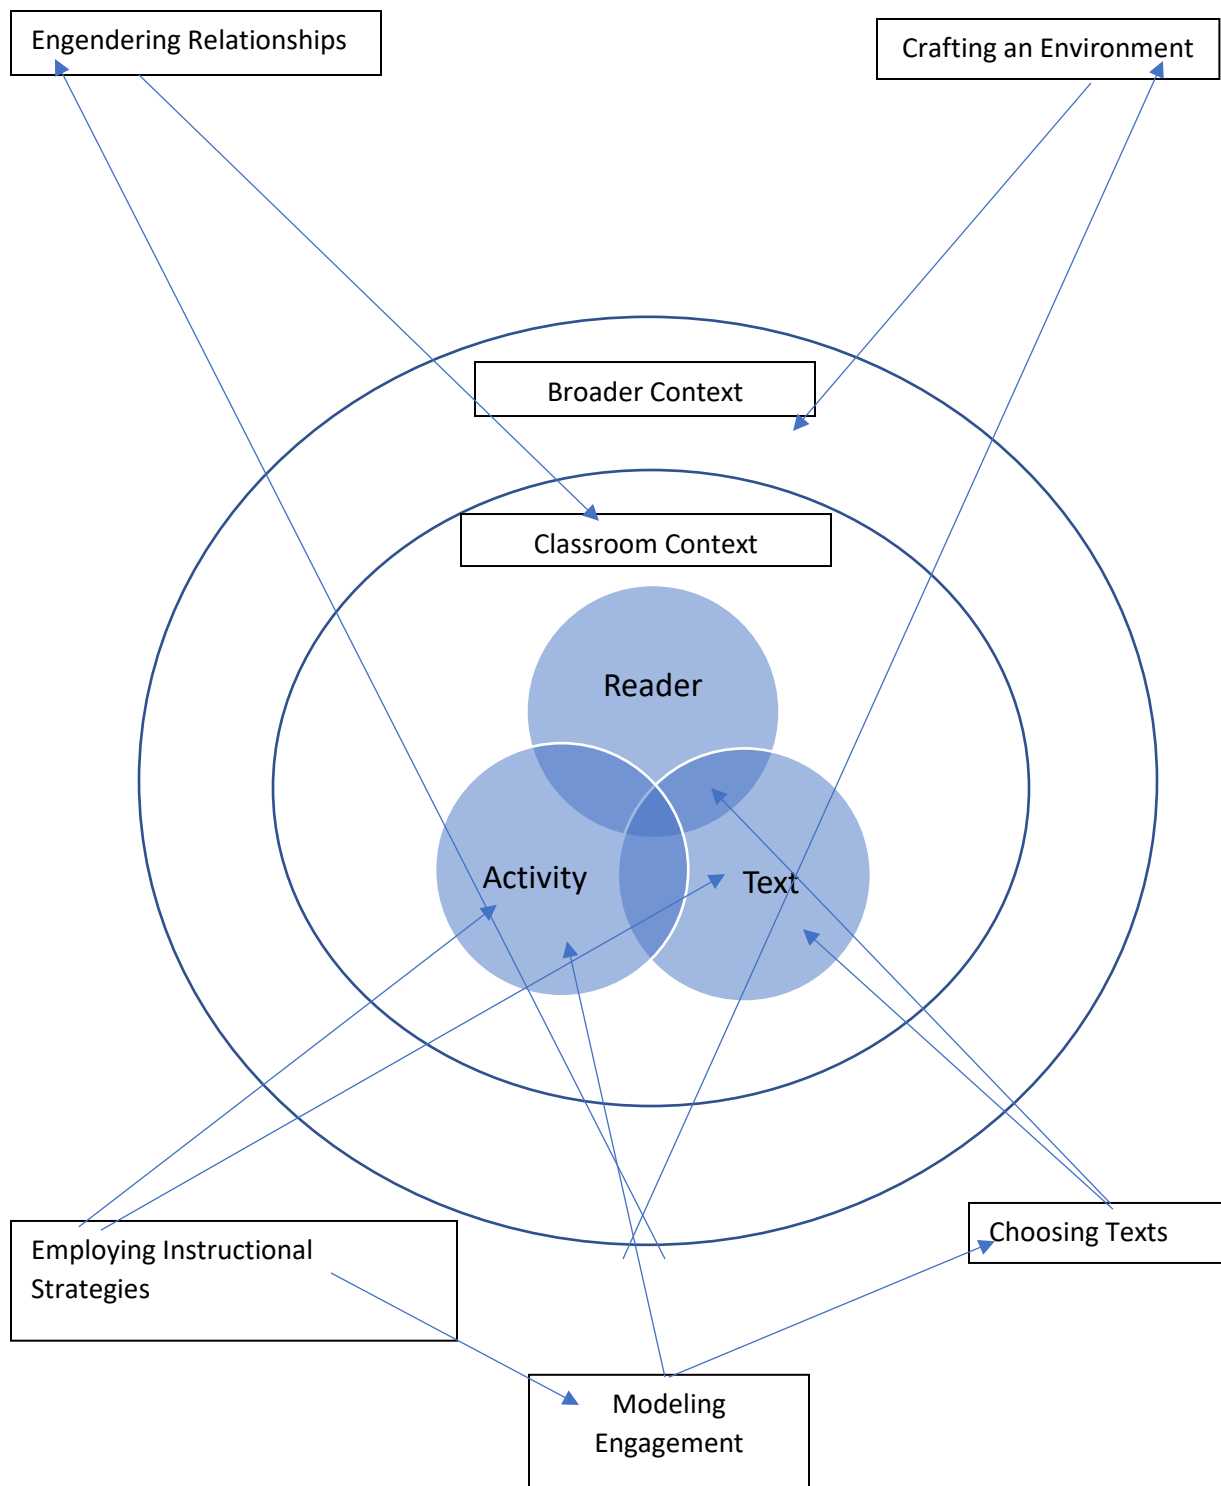 Engendering Relationships
Crafting an Environment
Broader Context
Classroom Context
Reader
Activity
Text
Employing Instructional
Strategies
Choosing Texts
Modeling
Engagement